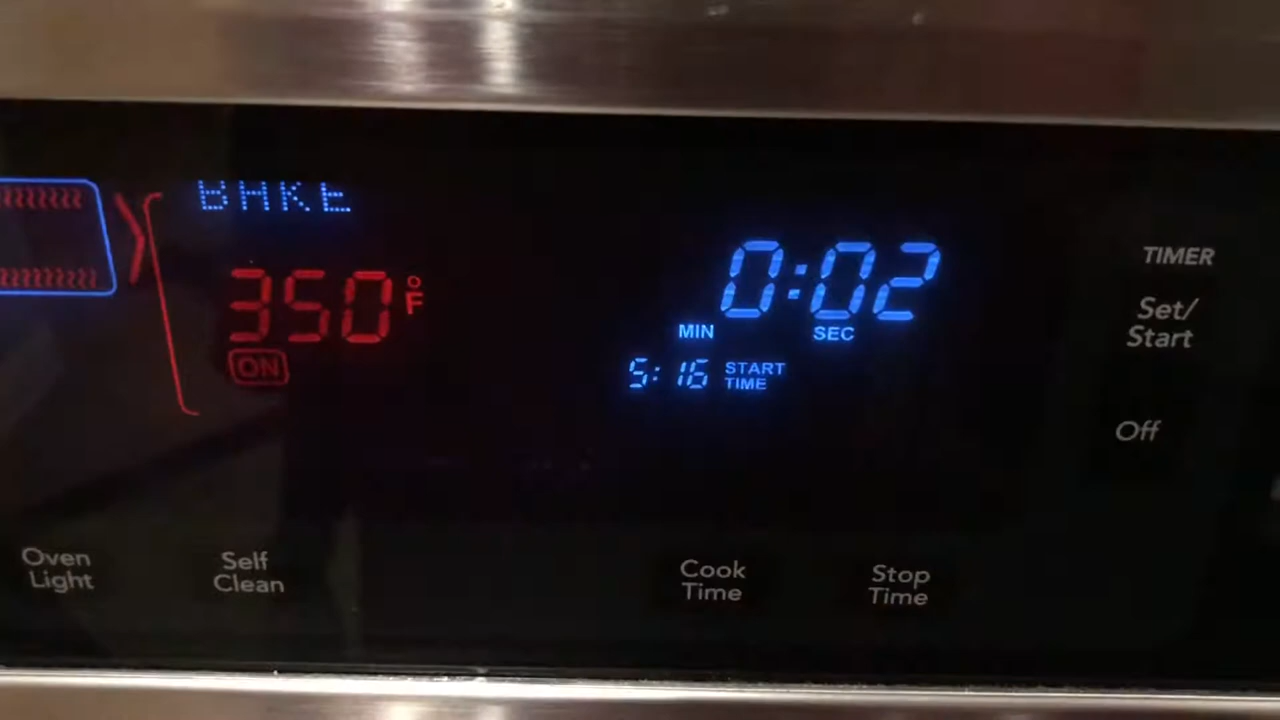 BAKE
350°F
ON
0:02
MIN SEC
5:16 START TIME
TIMER
Set/
Start
Off
Oven
Light
Self
Clean
Cook
Time
Stop
Time